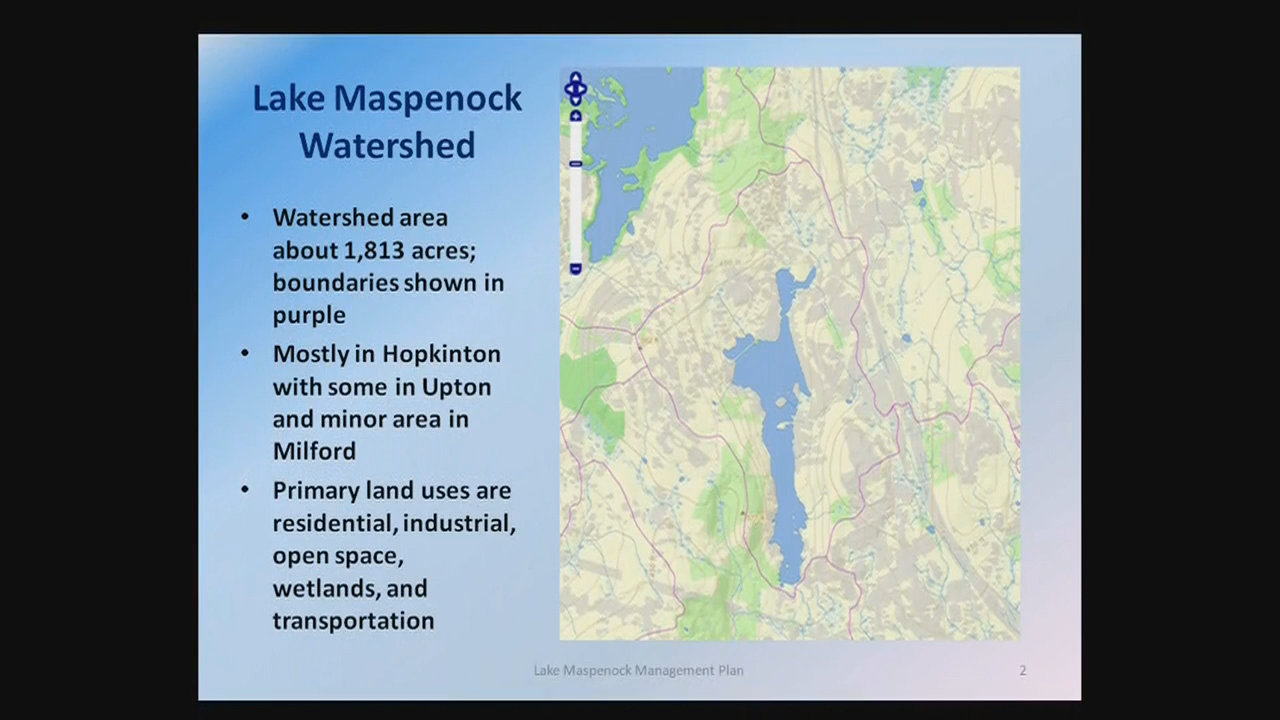 Lake Maspenock
Watershed
• Watershed area
about 1,813 acres;
boundaries shown in
purple
• Mostly in Hopkinton
with some in Upton
and minor area in
Milford
• Primary land uses are
residential, industrial,
open space,
wetlands, and
transportation
Lake Maspenock Management Plan
2